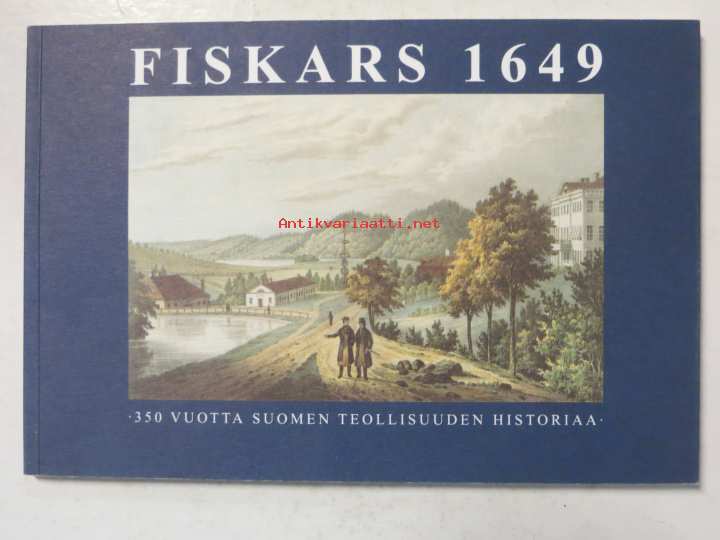 FISKARS 1649
Antikvariaatti.net
·350 VUOTTA SUOMEN TEOLLISUUDEN HISTORIAA·